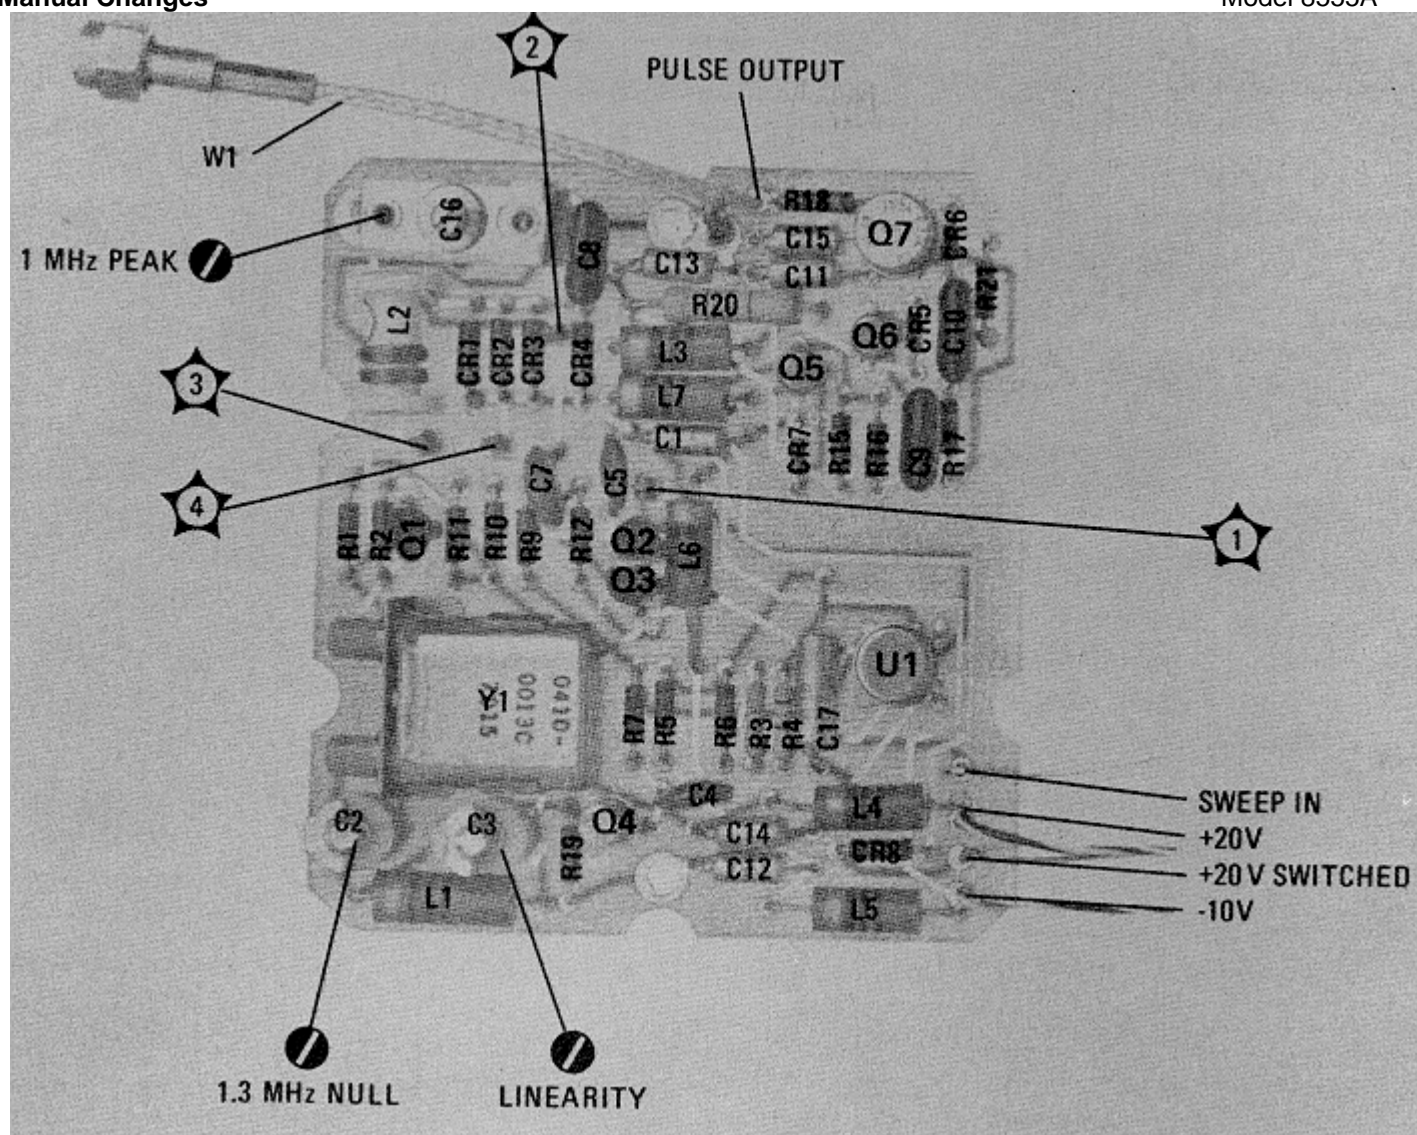 Manual Changes
2
PULSE OUTPUT
W1
R18
C16
C15
Q7
CR6
1 MHz PEAK
C8
C13
C11
R21
R20
L2
Q6
CR5
C10
CR1
CR2
CR3
CR4
L3
Q5
3
L7
C1
CR7
R15
R16
C9
R17
C7
C5
4
R1
R2
Q1
R11
R10
R9
R12
Q2
L6
1
Q3
U1
Y1
0410-
0013C
R7
R5
R6
R3
R4
C17
C4
L4
SWEEP IN
C2
C3
R19
Q4
C14
+20V
CR8
C12
+20 V SWITCHED
L1
L5
-10V
1.3 MHz NULL
LINEARITY